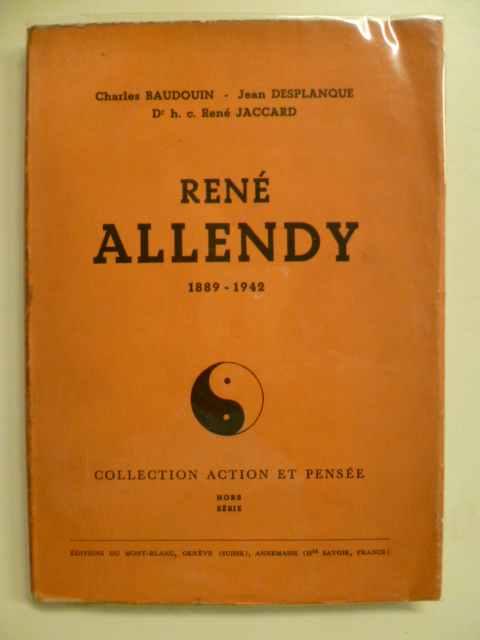 Charles BAUDOUIN - Jean DESPLANQUE
Dr h. c. René JACCARD
RENÉ
ALLENDY
1889 - 1942
COLLECTION ACTION ET PENSÉE
HORS
SÉRIE
ÉDITIONS DU MONT-BLANC, GENÈVE (SUISSE), ANNEMASSE (Hte SAVOIE, FRANCE)